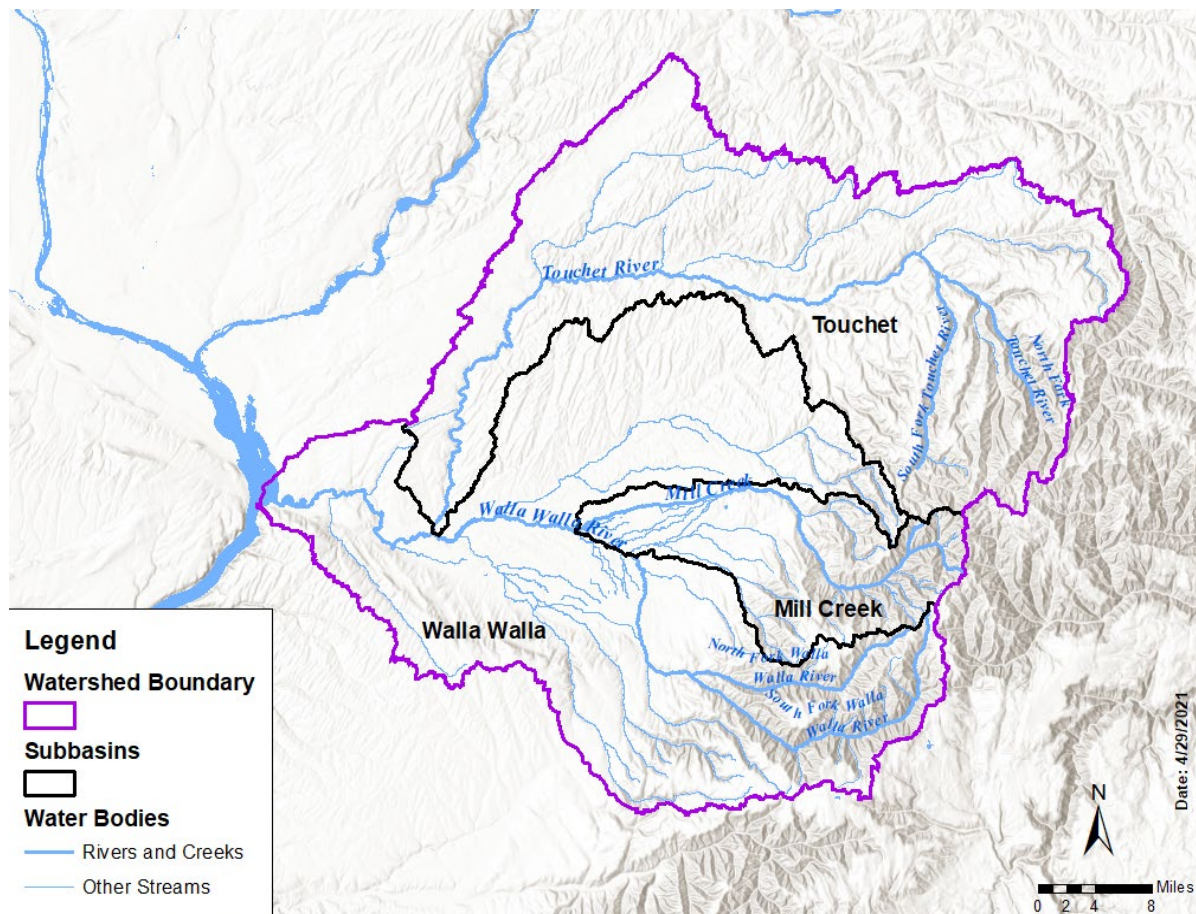 Touchet River
Touchet
South Fork Touchet River
North Fork
Touchet River
Mill Creek
Walla Walla River
Mill Creek
Walla Walla
North Fork Walla
Walla River
South Fork Walla
Walla River
Legend
Watershed Boundary
Subbasins
Water Bodies
Rivers and Creeks
Other Streams
Date: 4/29/2021
N
Miles
0 2 4 8